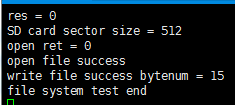 res = 0
SD card sector size = 512
open ret = 0
open file success
write file success bytenum = 15
file system test end